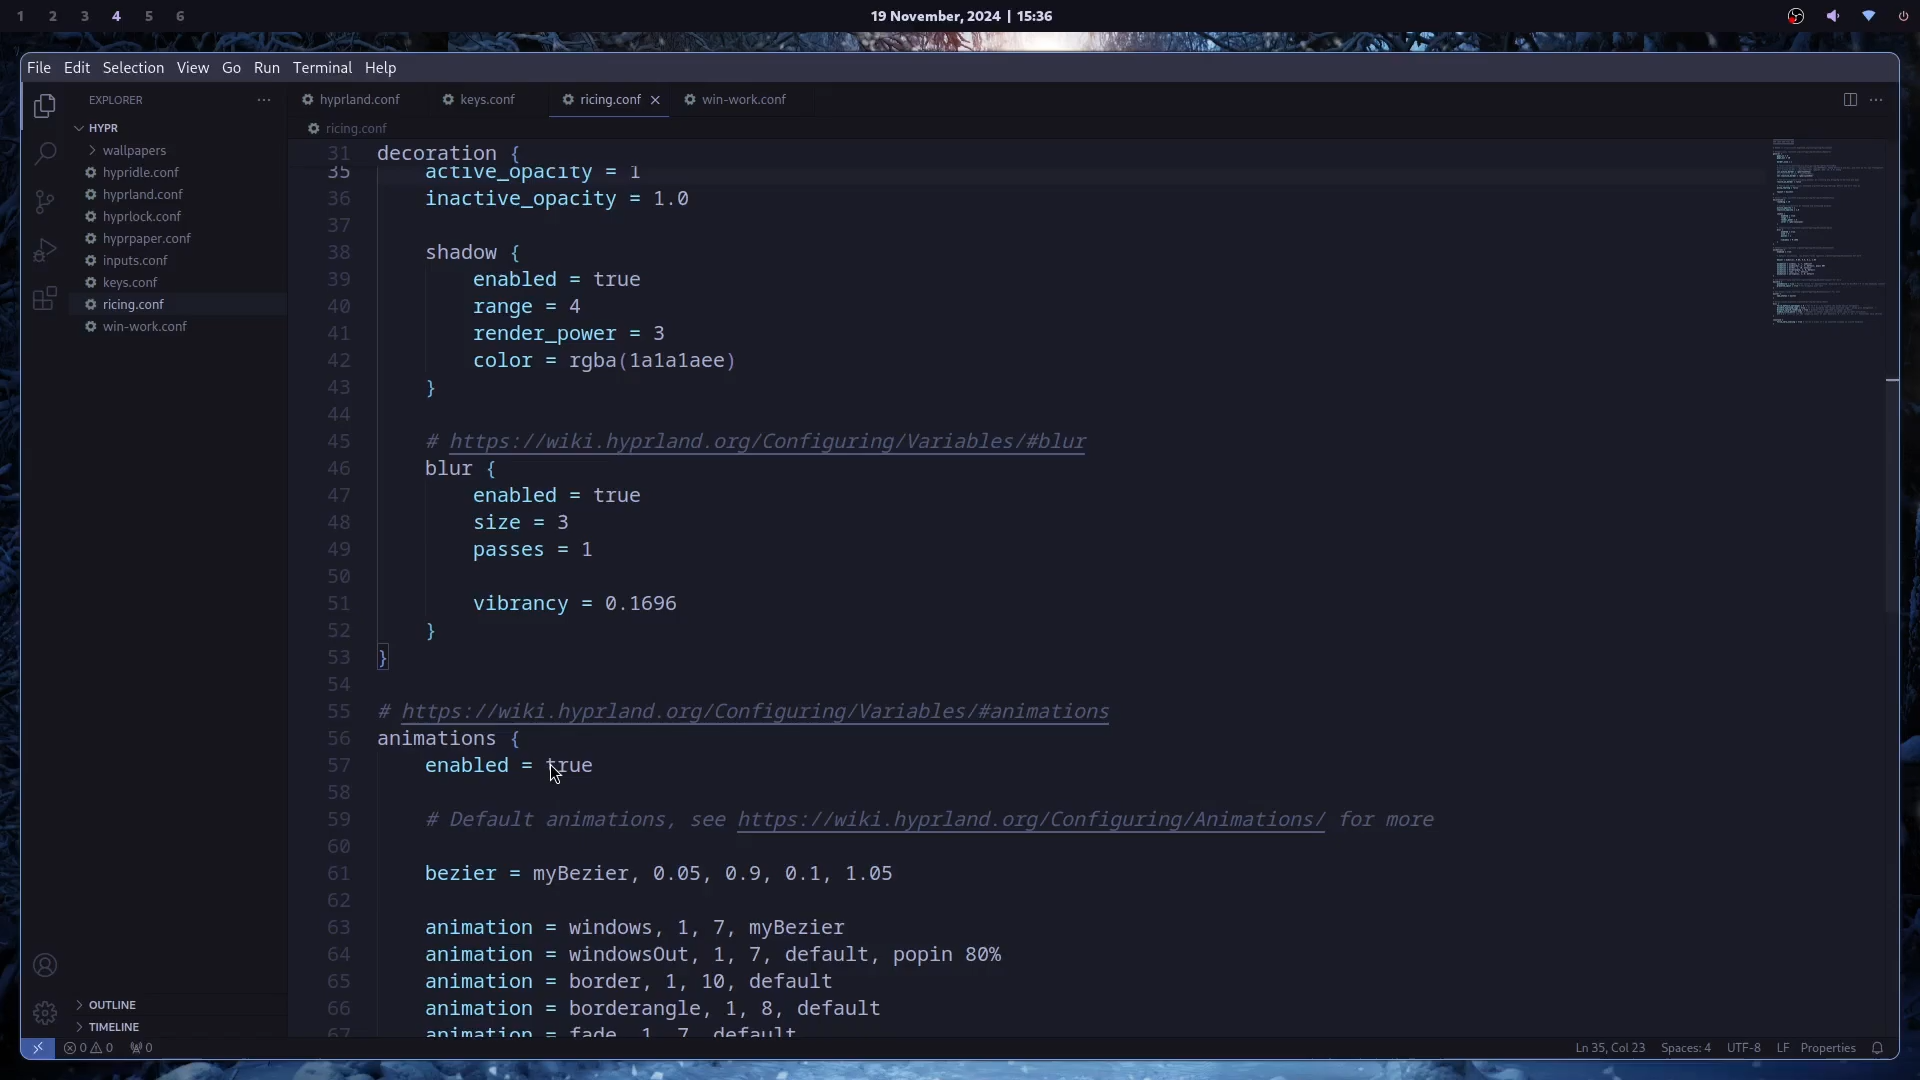 1 2 3 4 5 6
19 November, 2024 | 15:36
File Edit Selection View Go Run Terminal Help
EXPLORER
HYPR
wallpapers
hypridle.conf
hyprland.conf
hyprlock.conf
hyprpaper.conf
inputs.conf
keys.conf
ricing.conf
win-work.conf
OUTLINE
TIMELINE
hyprland.conf keys.conf ricing.conf win-work.conf
ricing.conf
31 decoration {
35 active_opacity = 1
36 inactive_opacity = 1.0
37
38 shadow {
39 enabled = true
40 range = 4
41 render_power = 3
42 color = rgba(1a1a1aee)
43 }
44
45 # https://wiki.hyprland.org/Configuring/Variables/#blur
46 blur {
47 enabled = true
48 size = 3
49 passes = 1
50
51 vibrancy = 0.1696
52 }
53 }
54
55 # https://wiki.hyprland.org/Configuring/Variables/#animations
56 animations {
57 enabled = true
58
59 # Default animations, see https://wiki.hyprland.org/Configuring/Animations/ for more
60
61 bezier = myBezier, 0.05, 0.9, 0.1, 1.05
62
63 animation = windows, 1, 7, myBezier
64 animation = windowsOut, 1, 7, default, popin 80%
65 animation = border, 1, 10, default
66 animation = borderangle, 1, 8, default
67 animation = fade, 1, 7, default
0 0 0
Ln 35, Col 23 Spaces: 4 UTF-8 LF Properties